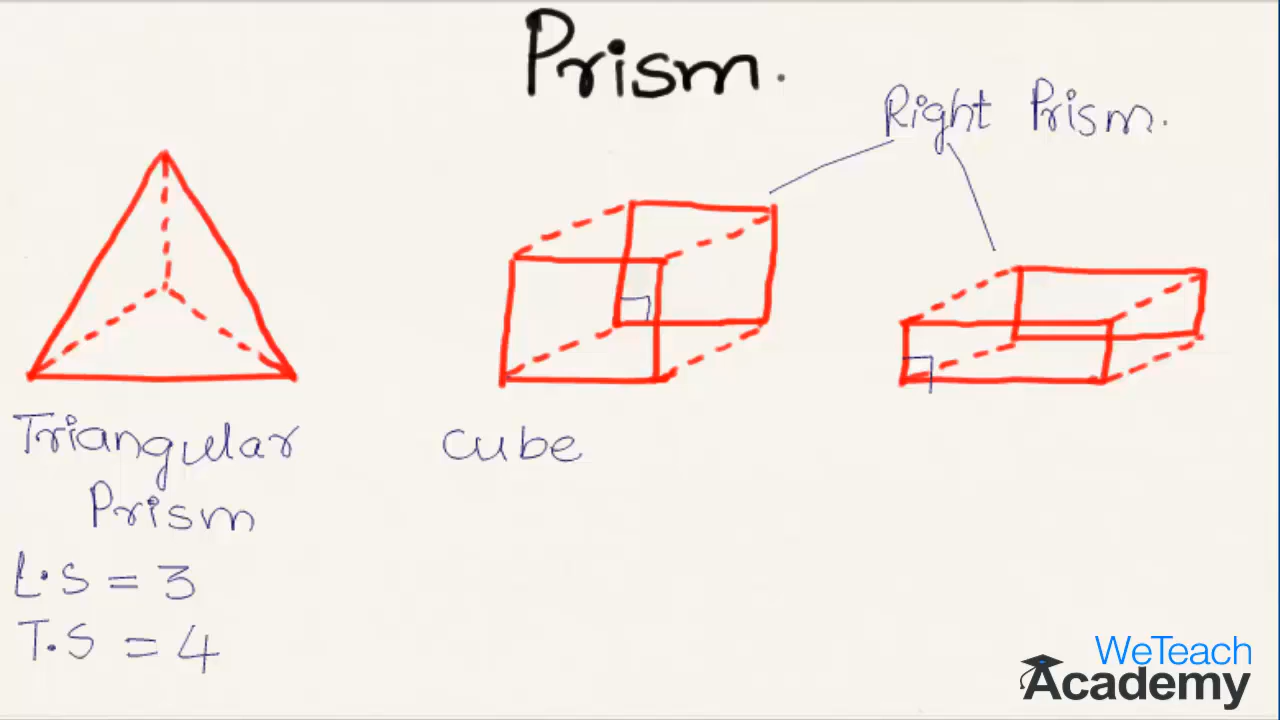 Prism.
Right Prism.
Triangular
Prism
L.S = 3
T.S = 4
cube
WeTeach
Academy